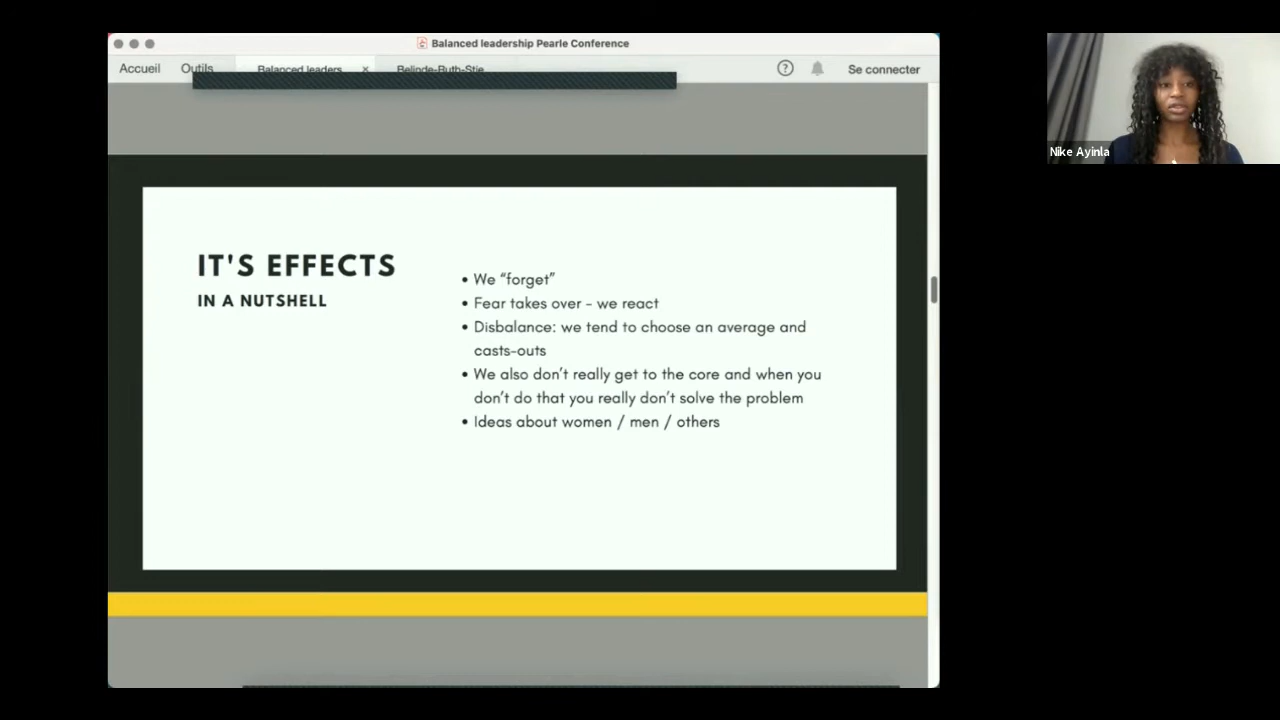 Balanced leadership Pearle Conference
Accueil
Outils
Balanced leaders...
×
Belinde-Ruth-Stie...
?
Se connecter
Nike Ayinla
IT'S EFFECTS
IN A NUTSHELL
• We “forget”
• Fear takes over - we react
• Disbalance: we tend to choose an average and
casts-outs
• We also don’t really get to the core and when you
don’t do that you really don’t solve the problem
• Ideas about women / men / others